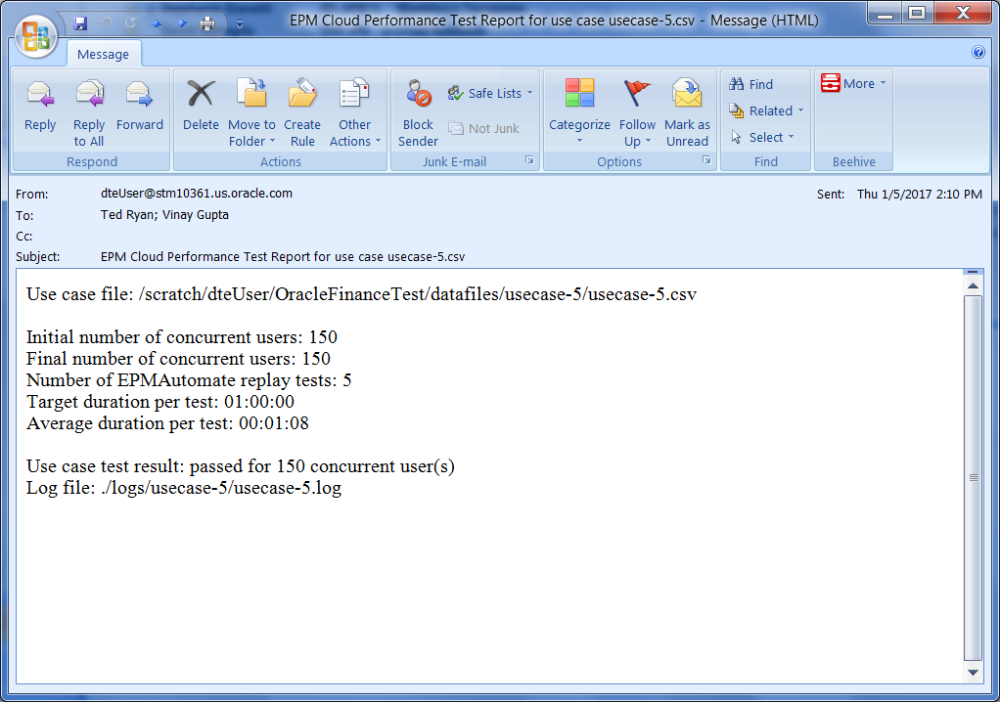 EPM Cloud Performance Test Report for use case usecase-5.csv - Message (HTML)
Message
Reply
Reply to All
Forward
Respond
Delete
Move to Folder
Create Rule
Other Actions
Actions
Block Sender
Safe Lists
Not Junk
Junk E-mail
Categorize
Follow Up
Mark as Unread
Options
Find
Related
Select
Find
More
Beehive
From: dteUser@stm10361.us.oracle.com Sent: Thu 1/5/2017 2:10 PM
To: Ted Ryan; Vinay Gupta
Cc:
Subject: EPM Cloud Performance Test Report for use case usecase-5.csv
Use case file: /scratch/dteUser/OracleFinanceTest/datafiles/usecase-5/usecase-5.csv
Initial number of concurrent users: 150
Final number of concurrent users: 150
Number of EPMAutomate replay tests: 5
Target duration per test: 01:00:00
Average duration per test: 00:01:08
Use case test result: passed for 150 concurrent user(s)
Log file: ./logs/usecase-5/usecase-5.log